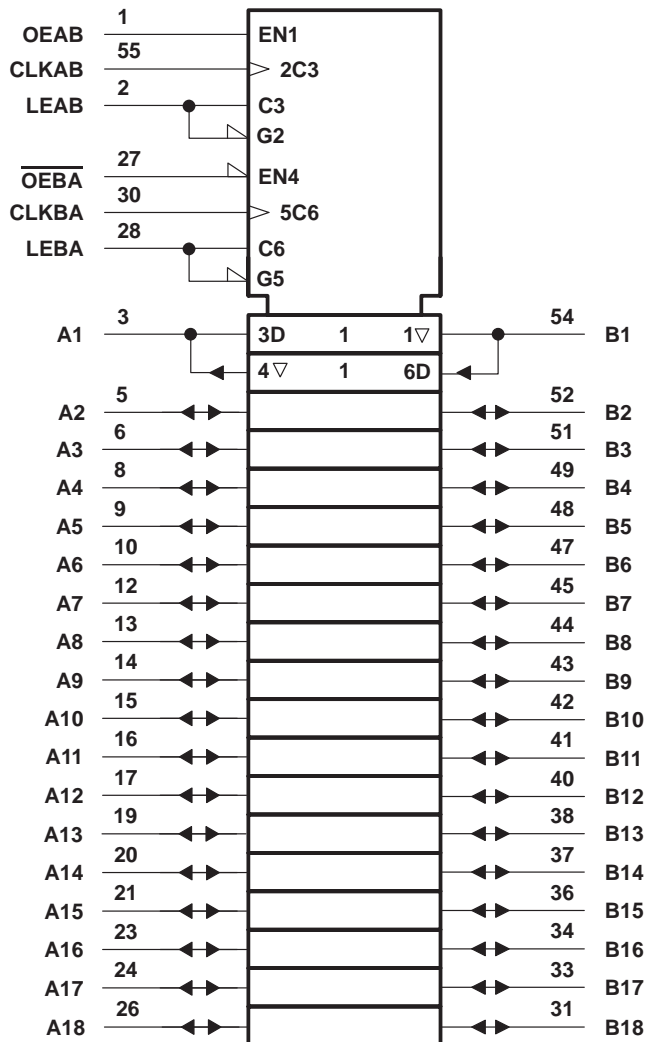 1
OEAB EN1
55
CLKAB 2C3
2
LEAB C3
G2
27
OEBA EN4
30
CLKBA 5C6
28
LEBA C6
G5
3 54
A1 3D 1 1▽ B1
4▽ 1 6D
5 52
A2 B2
6 51
A3 B3
8 49
A4 B4
9 48
A5 B5
10 47
A6 B6
12 45
A7 B7
13 44
A8 B8
14 43
A9 B9
15 42
A10 B10
16 41
A11 B11
17 40
A12 B12
19 38
A13 B13
20 37
A14 B14
21 36
A15 B15
23 34
A16 B16
24 33
A17 B17
26 31
A18 B18